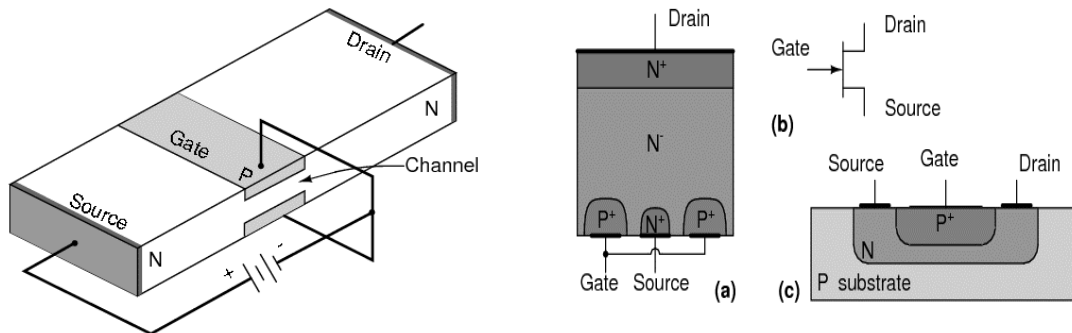 Drain
N
Gate
P
Channel
Source
N
+
-
Drain
N+
N-
P+
N+
P+
Gate
Source
(a)
Drain
Gate
Source
(b)
Source
Gate
Drain
P+
N
P substrate
(c)